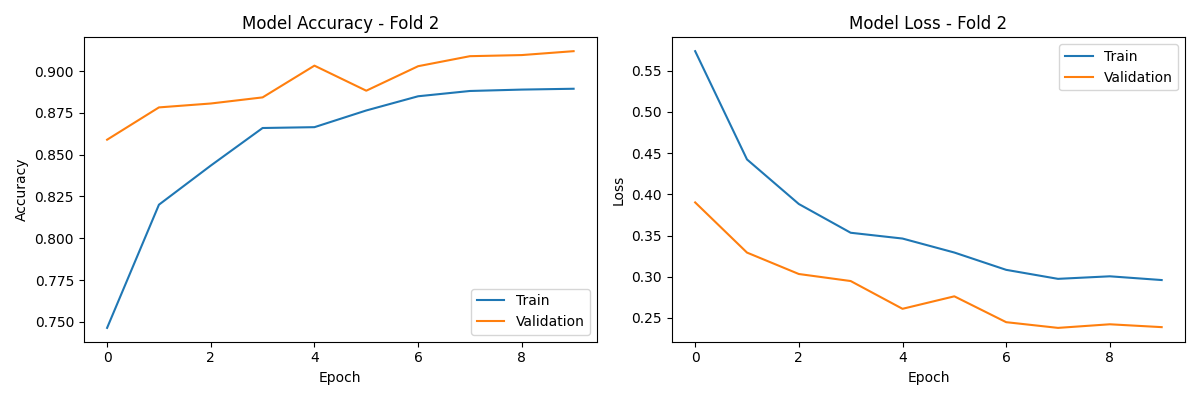 Model Accuracy - Fold 2
Accuracy
0.900
0.875
0.850
0.825
0.800
0.775
0.750
Train
Validation
0 2 4 6 8
Epoch
Model Loss - Fold 2
Loss
0.55
0.50
0.45
0.40
0.35
0.30
0.25
Train
Validation
0 2 4 6 8
Epoch